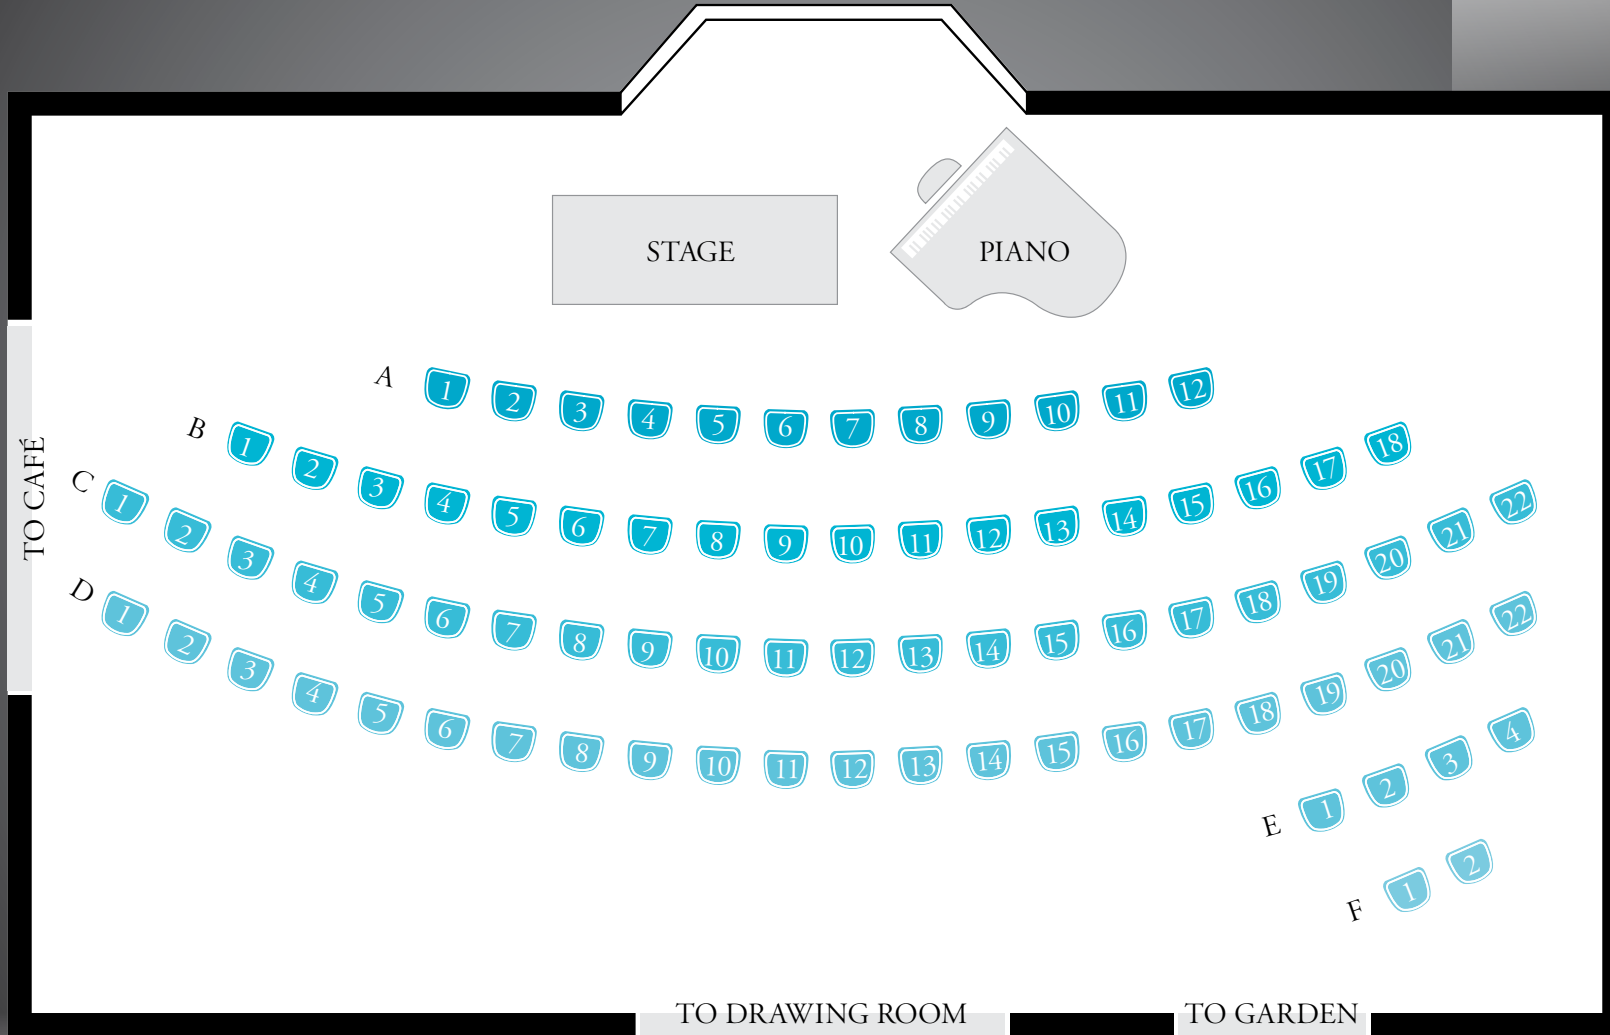 STAGE
PIANO
A 1 2 3 4 5 6 7 8 9 10 11 12
B 1 2 3 4 5 6 7 8 9 10 11 12 13 14 15 16 17 18
C 1 2 3 4 5 6 7 8 9 10 11 12 13 14 15 16 17 18 19 20 21 22
D 1 2 3 4 5 6 7 8 9 10 11 12 13 14 15 16 17 18 19 20 21 22
E 1 2 3 4
F 1 2
TO CAFÉ
TO DRAWING ROOM
TO GARDEN